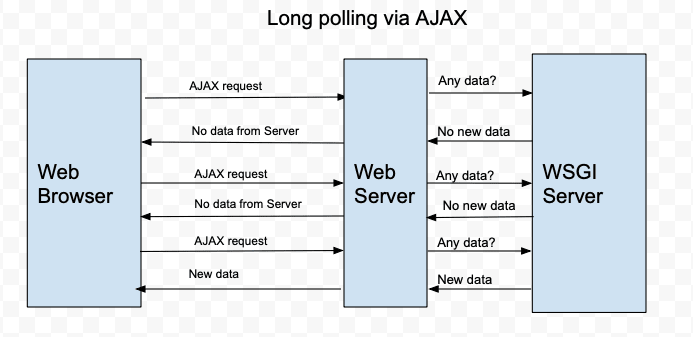 Long polling via AJAX
AJAX request
Any data?
No data from Server
No new data
Web
Browser
AJAX request
Web
Server
Any data?
WSGI
Server
No data from Server
No new data
AJAX request
Any data?
New data
New data